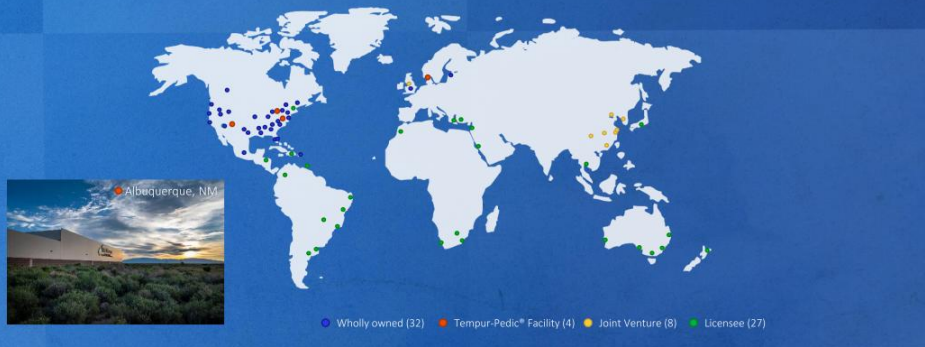 Albuquerque, NM
Wholly owned (32) Tempur-Pedic® Facility (4) Joint Venture (8) Licensee (27)